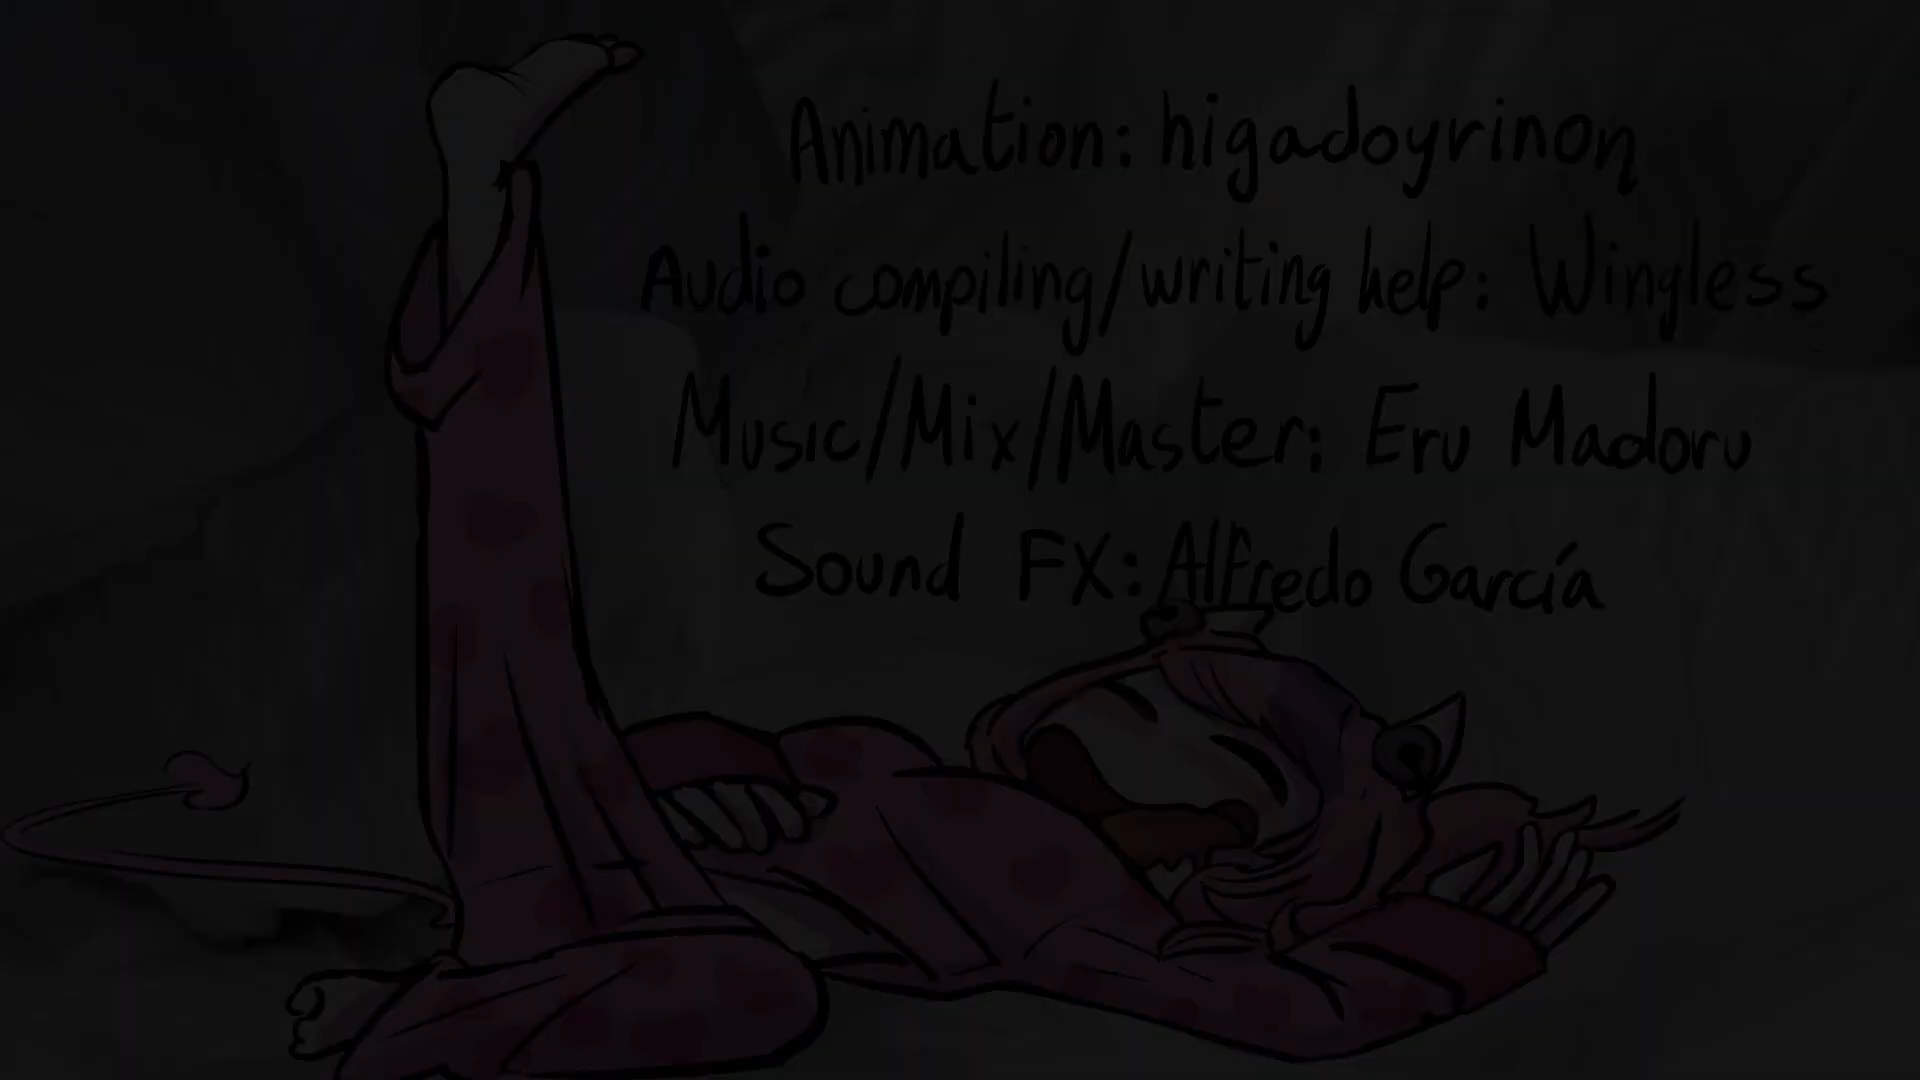 Animation: higadoyrinon
Audio compiling/writing help: Wingless
Music/Mix/Master: Eru Madoru
Sound FX: Alfredo García